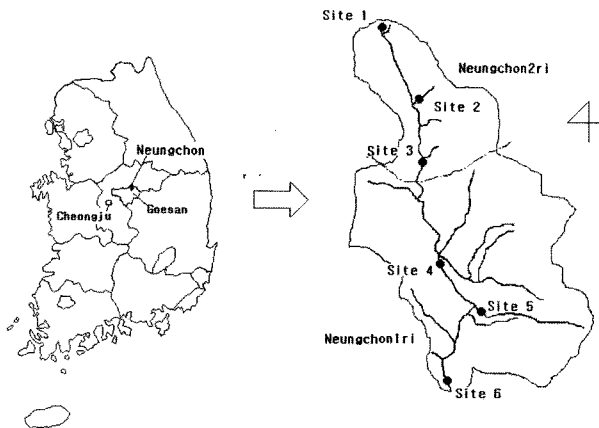 Neungchon
Goesan
Cheongju
Site 1
Neungchon2ri
Site 2
Site 3
Site 4
Site 5
Neungchon1ri
Site 6